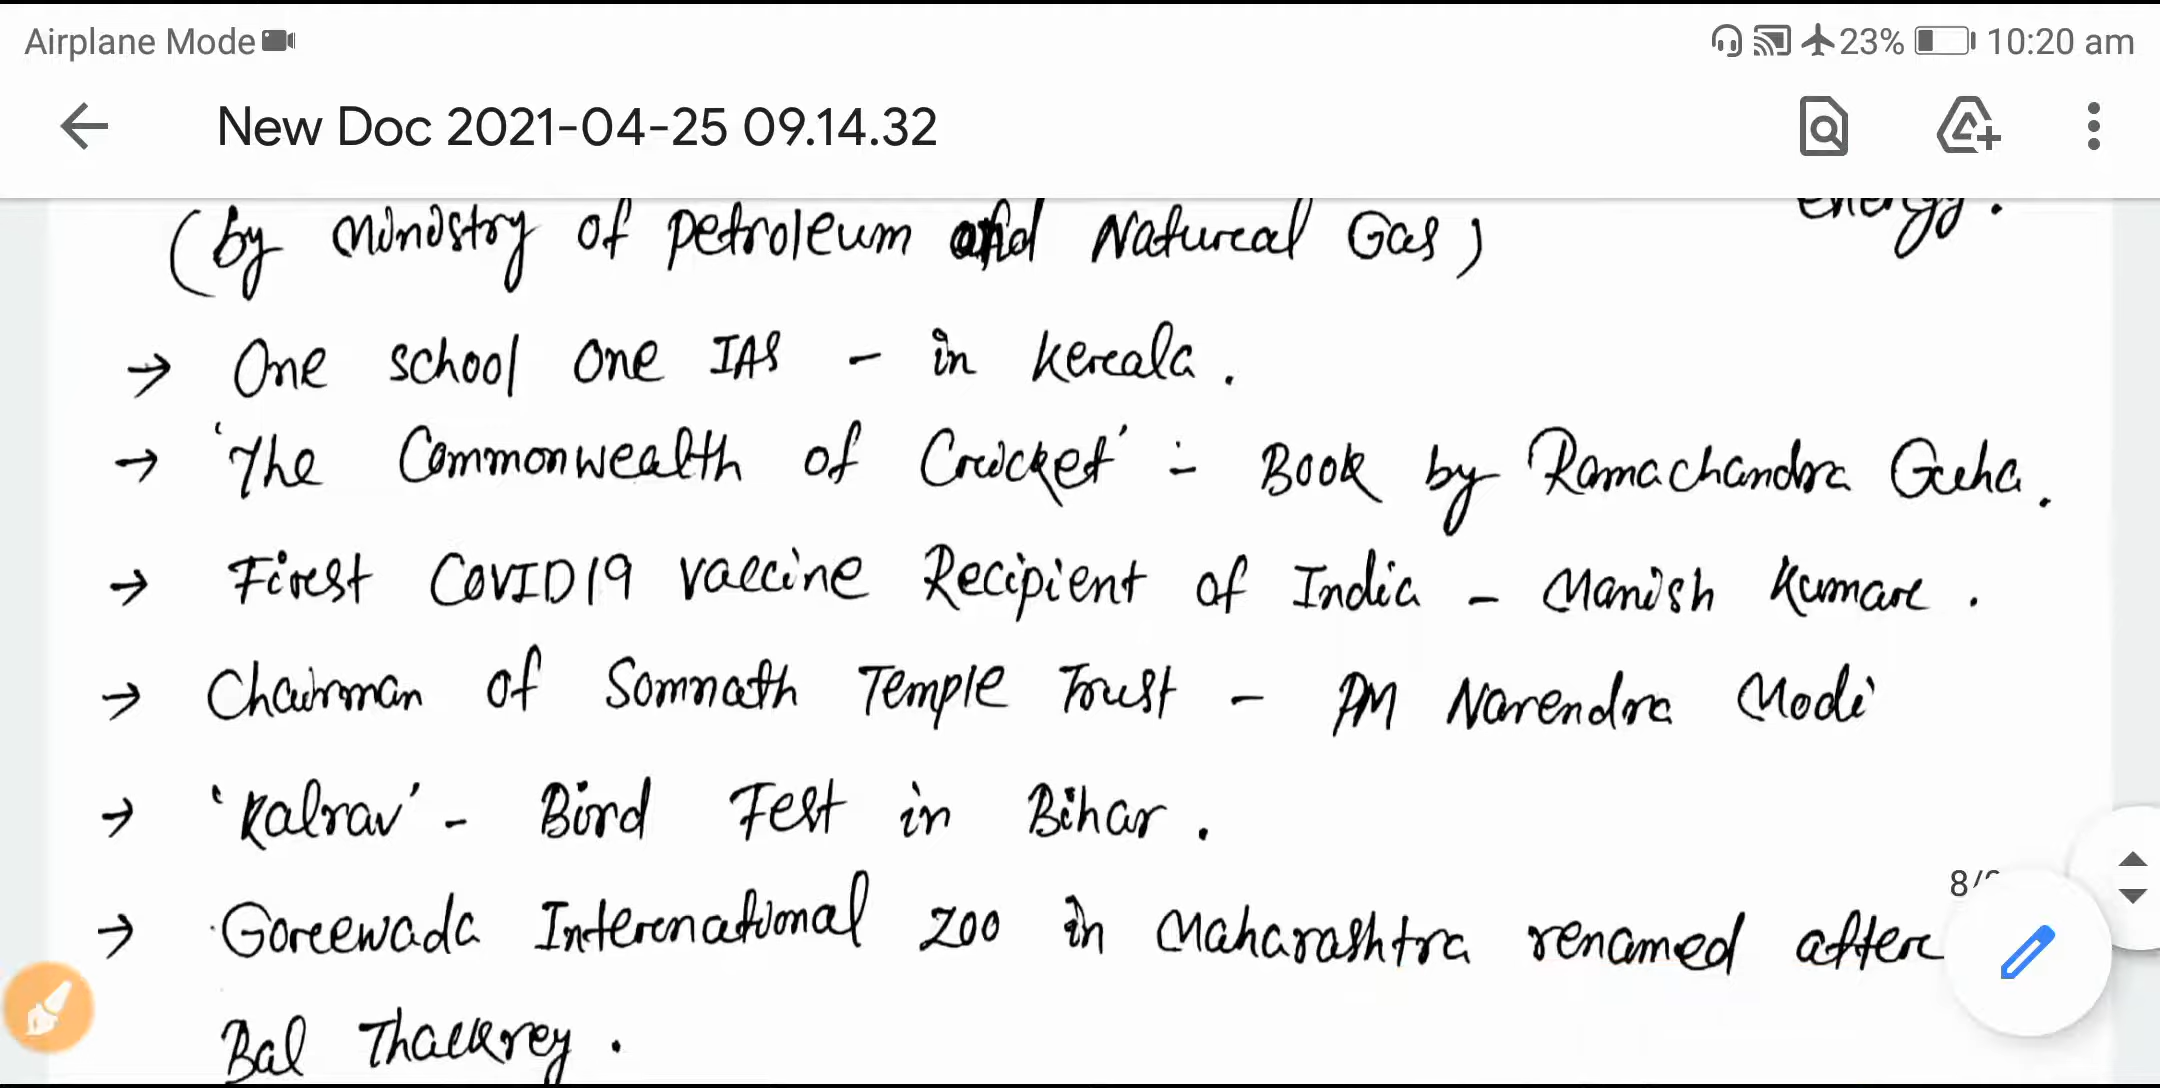 Airplane Mode 23% 10:20 am
New Doc 2021-04-25 09.14.32
energy.
(by Ministry of Petroleum and Natural Gas)
→ One school one IAS - in Kerala.
→ 'The Commonwealth of Cricket' :- Book by Ramachandra Guha.
→ First COVID19 vaccine Recipient of India - Manish Kumar.
→ Chairman of Somnath Temple Trust - PM Narendra Modi
→ 'Kalrav' - Bird Fest in Bihar.
8/
→ Gorewada International zoo in Maharashtra renamed after
Bal Thackrey.